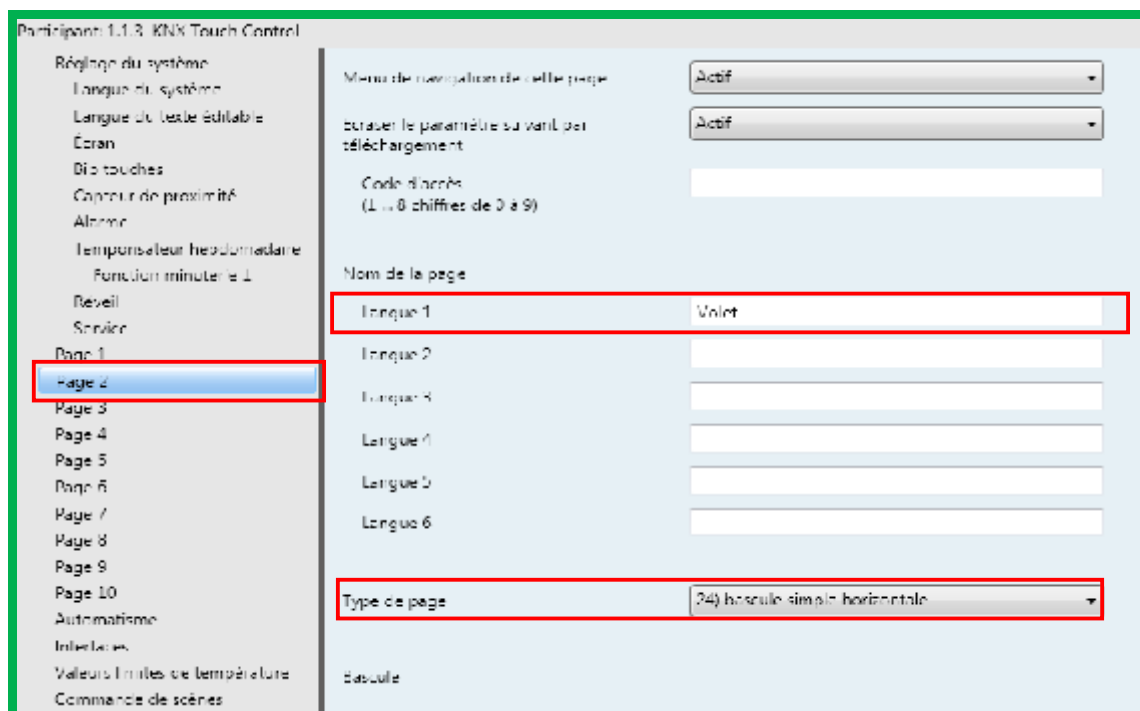 Participant: 1.1.3 KNX Touch Control
Réglage du système
Langue du système
Langue du texte éditable
Écran
Bip touches
Capteur de proximité
Alarme
Temporisateur hebdomadaire
Fonction minuterie 1
Reveil
Service
Page 1
Page 2
Page 3
Page 4
Page 5
Page 6
Page 7
Page 8
Page 9
Page 10
Automatisme
Interfaces
Valeurs limites de température
Commande de scènes
Menu de navigation de cette page
Actif
Ecraser le paramètre suivant par
téléchargement
Actif
Code d'accès
(1 ... 8 chiffres de 0 à 9)
Nom de la page
Langue 1
Volet
Langue 2
Langue 3
Langue 4
Langue 5
Langue 6
Type de page
24) bascule simple horizontale
Bascule